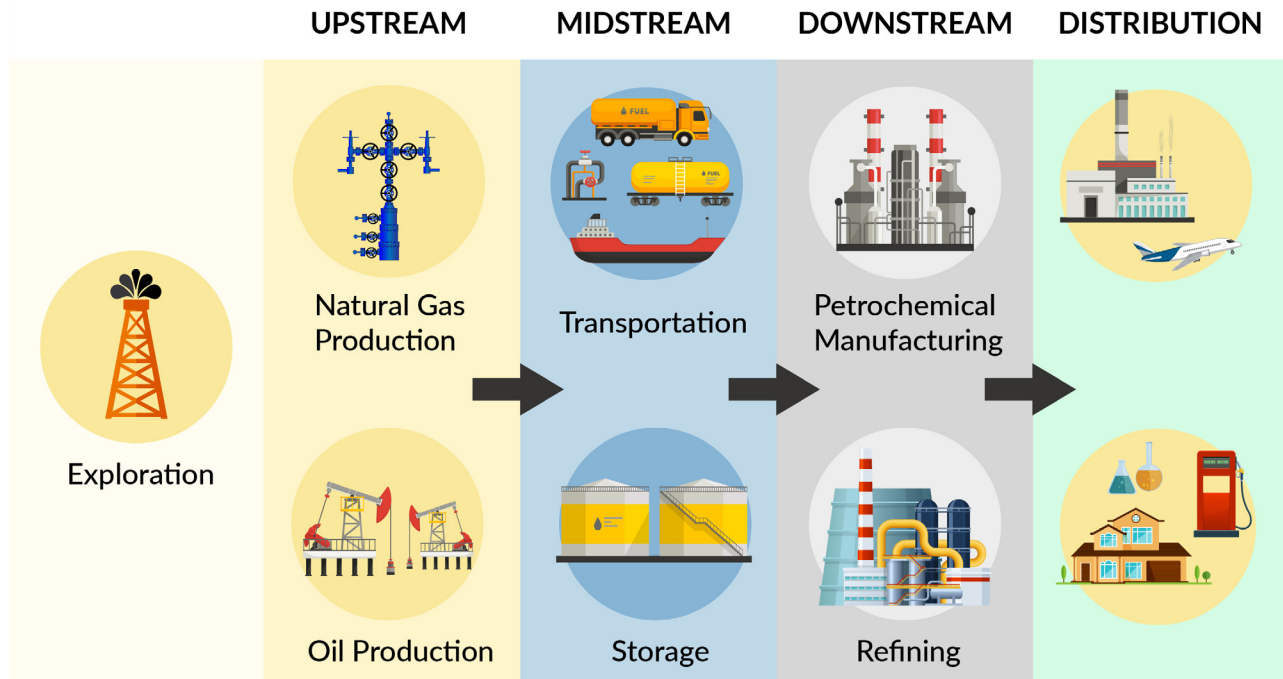 UPSTREAM
MIDSTREAM
DOWNSTREAM
DISTRIBUTION
FUEL
FUEL
Natural Gas
Production
Transportation
Petrochemical
Manufacturing
Exploration
Oil Production
Storage
Refining